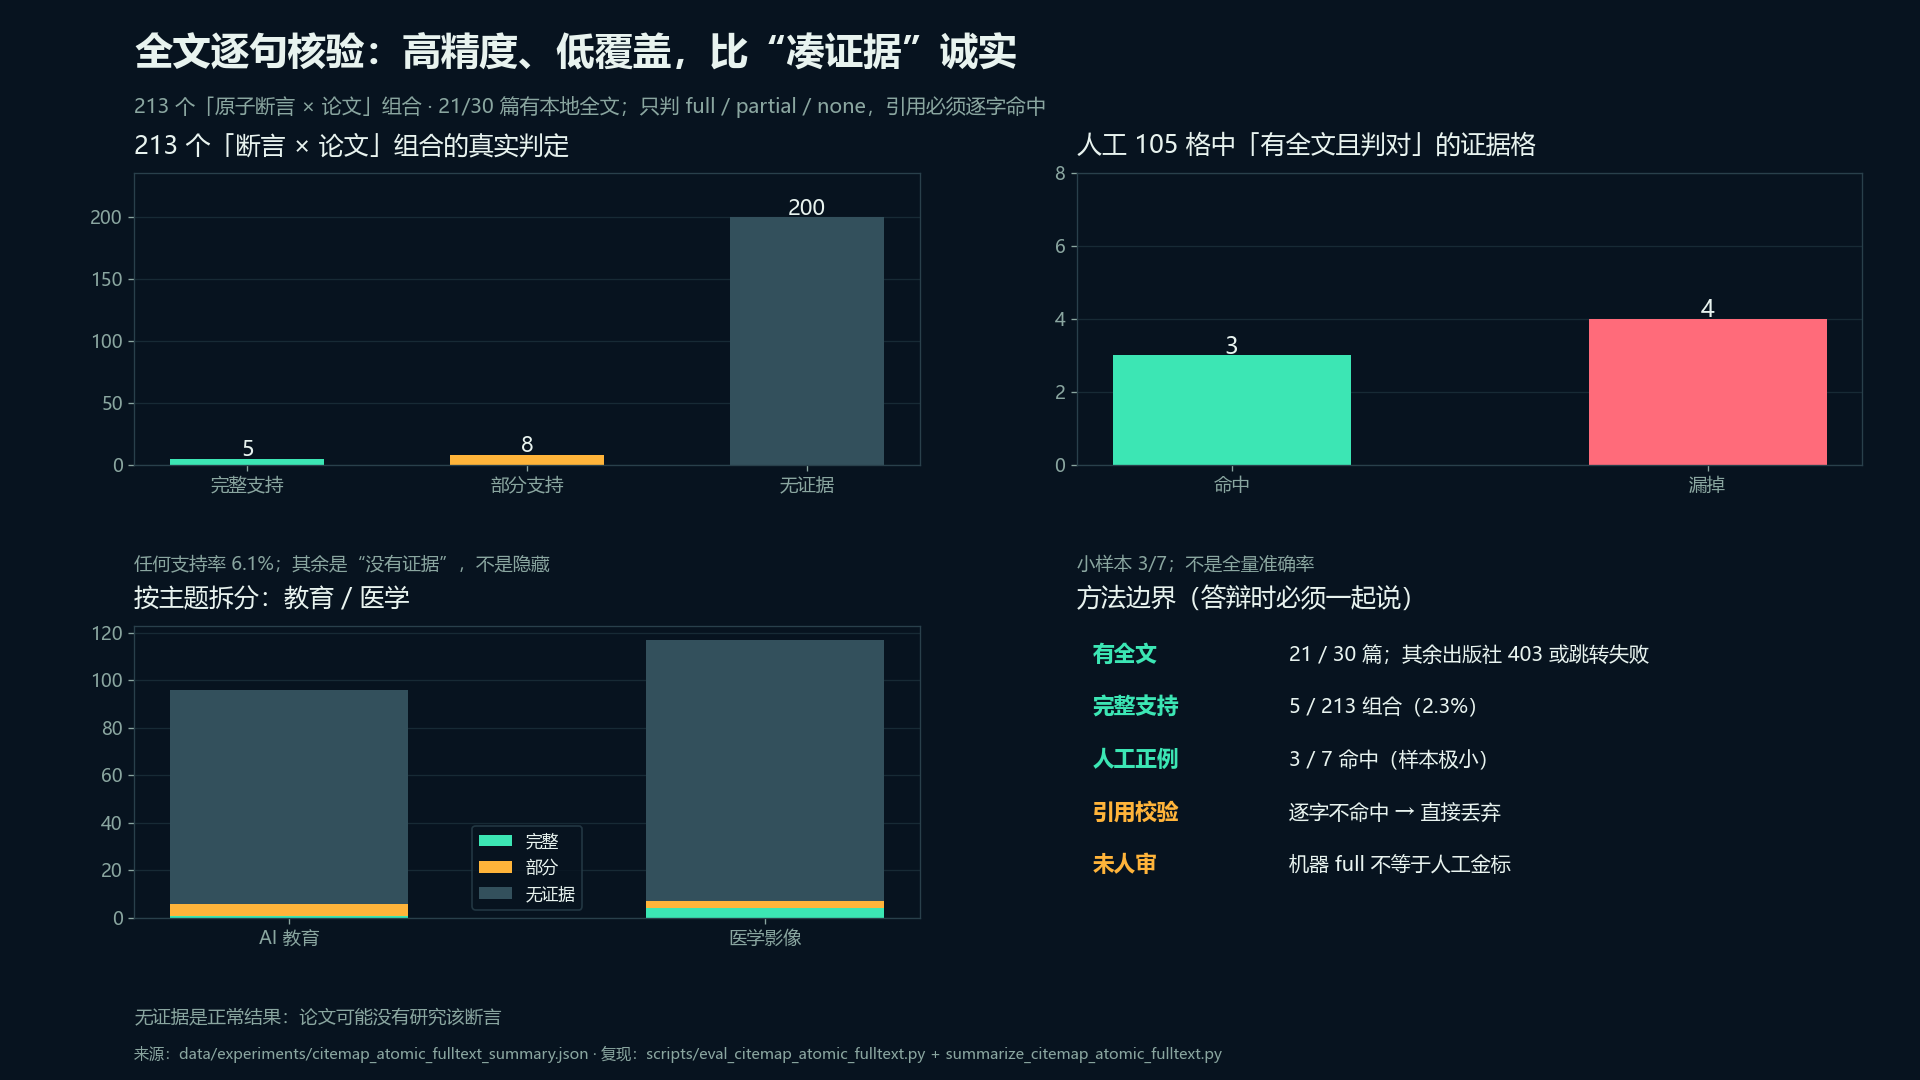 全文逐句核验：高精度、低覆盖，比“凑证据”诚实
213 个「原子断言 × 论文」组合 · 21/30 篇有本地全文；只判 full / partial / none，引用必须逐字命中
213 个「断言 × 论文」组合的真实判定
200
150
100
50
0
5
8
200
完整支持
部分支持
无证据
任何支持率 6.1%；其余是“没有证据”，不是隐藏
人工 105 格中「有全文且判对」的证据格
8
6
4
2
0
3
4
命中
漏掉
小样本 3/7；不是全量准确率
按主题拆分：教育 / 医学
120
100
80
60
40
20
0
完整
部分
无证据
AI 教育
医学影像
无证据是正常结果：论文可能没有研究该断言
方法边界（答辩时必须一起说）
有全文 21 / 30 篇；其余出版社 403 或跳转失败
完整支持 5 / 213 组合（2.3%）
人工正例 3 / 7 命中（样本极小）
引用校验 逐字不命中 → 直接丢弃
未人审 机器 full 不等于人工金标
来源：data/experiments/citemap_atomic_fulltext_summary.json · 复现：scripts/eval_citemap_atomic_fulltext.py + summarize_citemap_atomic_fulltext.py